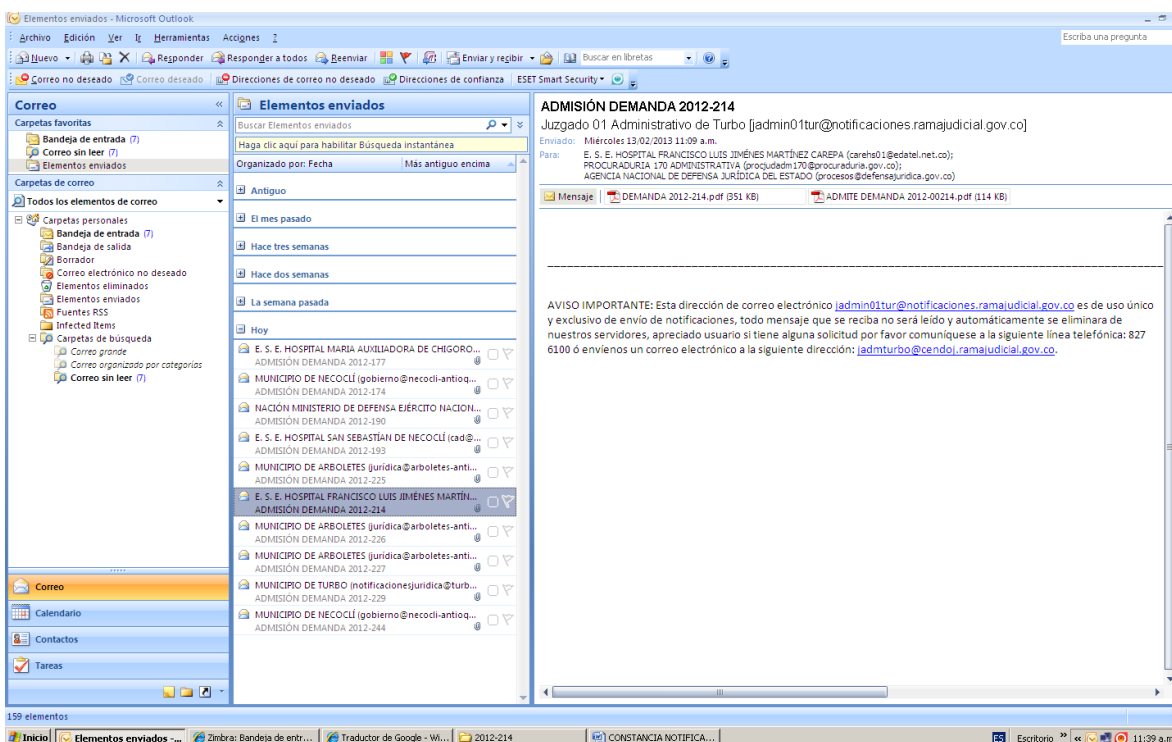 Elementos enviados - Microsoft Outlook
Archivo Edición Ver Ir Herramientas Acciones ?
Escriba una pregunta
Nuevo Responder Responder a todos Reenviar Enviar y recibir Buscar en libretas
Correo no deseado Correo deseado Direcciones de correo no deseado Direcciones de confianza ESET Smart Security
Correo «
Carpetas favoritas
Bandeja de entrada (7)
Correo sin leer (7)
Elementos enviados
Carpetas de correo
Todos los elementos de correo
Carpetas personales
Bandeja de entrada (7)
Bandeja de salida
Borrador
Correo electrónico no deseado
Elementos eliminados
Elementos enviados
Fuentes RSS
Infected Items
Carpetas de búsqueda
Correo grande
Correo organizado por categorías
Correo sin leer (7)
Correo
Calendario
Contactos
Tareas
Elementos enviados
Buscar Elementos enviados
Haga clic aquí para habilitar Búsqueda instantánea
Organizado por: Fecha Más antiguo encima
Antiguo
El mes pasado
Hace tres semanas
Hace dos semanas
La semana pasada
Hoy
E. S. E. HOSPITAL MARIA AUXILIADORA DE CHIGORO...
ADMISIÓN DEMANDA 2012-177
MUNICIPIO DE NECOCLÍ (gobierno@necocli-antioq...
ADMISIÓN DEMANDA 2012-174
NACIÓN MINISTERIO DE DEFENSA EJÉRCITO NACION...
ADMISIÓN DEMANDA 2012-190
E. S. E. HOSPITAL SAN SEBASTÍAN DE NECOCLÍ (cad@...
ADMISIÓN DEMANDA 2012-193
MUNICIPIO DE ARBOLETES (jurídica@arboletes-anti...
ADMISIÓN DEMANDA 2012-225
E. S. E. HOSPITAL FRANCISCO LUIS JIMÉNES MARTÍN...
ADMISIÓN DEMANDA 2012-214
MUNICIPIO DE ARBOLETES (jurídica@arboletes-anti...
ADMISIÓN DEMANDA 2012-226
MUNICIPIO DE ARBOLETES (jurídica@arboletes-anti...
ADMISIÓN DEMANDA 2012-227
MUNICIPIO DE TURBO (notificacionesjuridica@turb...
ADMISIÓN DEMANDA 2012-229
MUNICIPIO DE NECOCLÍ (gobierno@necocli-antioq...
ADMISIÓN DEMANDA 2012-244
ADMISIÓN DEMANDA 2012-214
Juzgado 01 Administrativo de Turbo [jadmin01tur@notificaciones.ramajudicial.gov.co]
Enviado: Miércoles 13/02/2013 11:09 a.m.
Para: E. S. E. HOSPITAL FRANCISCO LUIS JIMÉNES MARTÍNEZ CAREPA (carehs01@edatel.net.co);
PROCURADURIA 170 ADMINISTRATIVA (procjudadm170@procuraduria.gov.co);
AGENCIA NACIONAL DE DEFENSA JURÍDICA DEL ESTADO (procesos@defensajuridica.gov.co)
Mensaje DEMANDA 2012-214.pdf (351 KB) ADMITE DEMANDA 2012-00214.pdf (114 KB)
AVISO IMPORTANTE: Esta dirección de correo electrónico jadmin01tur@notificaciones.ramajudicial.gov.co es de uso único
y exclusivo de envío de notificaciones, todo mensaje que se reciba no será leído y automáticamente se eliminara de
nuestros servidores, apreciado usuario si tiene alguna solicitud por favor comuníquese a la siguiente línea telefónica: 827
6100 ó envíenos un correo electrónico a la siguiente dirección: jadmturbo@cendoj.ramajudicial.gov.co.
159 elementos
Inicio Elementos enviados -... Zimbra: Bandeja de entr... Traductor de Google - Wi... 2012-214 CONSTANCIA NOTIFICA... ES Escritorio » « 11:39 a.m.